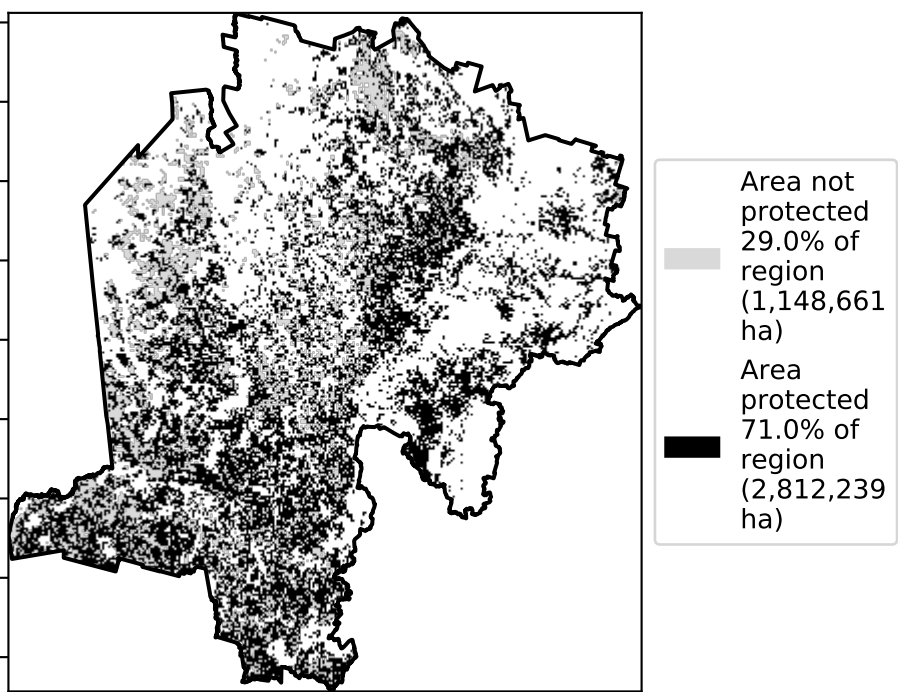 Area not
protected
29.0% of
region
(1,148,661
ha)
Area
protected
71.0% of
region
(2,812,239
ha)